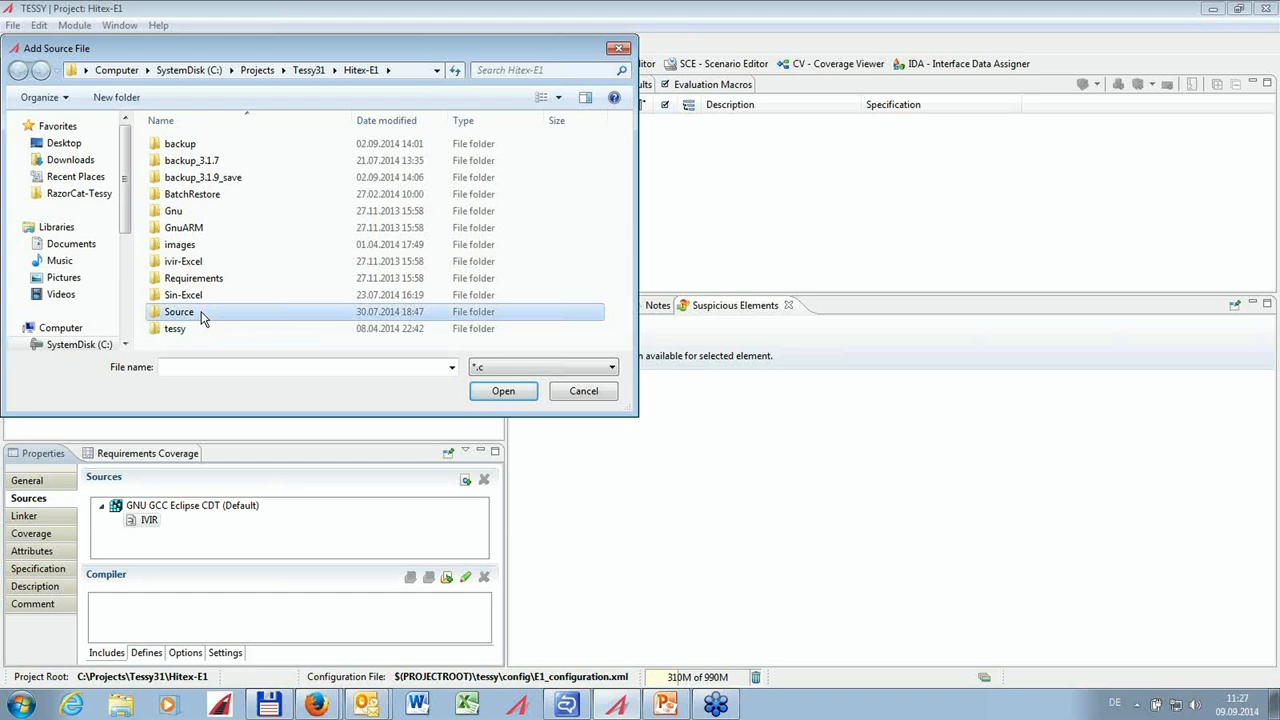 TESSY | Project: Hitex-E1
File Edit Module Window Help
Add Source File
Computer SystemDisk (C:) Projects Tessy31 Hitex-E1 Search Hitex-E1
SCE - Scenario Editor CV - Coverage Viewer IDA - Interface Data Assigner
Evaluation Macros
Organize New folder
Description Specification
Name Date modified Type Size
Favorites
Desktop
Downloads
Recent Places
RazorCat-Tessy
Libraries
Documents
Music
Pictures
Videos
Computer
SystemDisk (C:)
backup 02.09.2014 14:01 File folder
backup_3.1.7 21.07.2014 13:35 File folder
backup_3.1.9_save 02.09.2014 14:06 File folder
BatchRestore 27.02.2014 10:00 File folder
Gnu 27.11.2013 15:58 File folder
GnuARM 27.11.2013 15:58 File folder
images 01.04.2014 17:49 File folder
ivir-Excel 27.11.2013 15:58 File folder
Requirements 27.11.2013 15:58 File folder
Sin-Excel 23.07.2014 16:19 File folder
Source 30.07.2014 18:47 File folder
tessy 08.04.2014 22:42 File folder
File name: *.c
Open Cancel
Notes Suspicious Elements
available for selected element.
Properties Requirements Coverage
General
Sources
Linker
Coverage
Attributes
Specification
Description
Comment
Sources
GNU GCC Eclipse CDT (Default)
IVIR
Compiler
Includes Defines Options Settings
Project Root: C:\Projects\Tessy31\Hitex-E1 Configuration File: $(PROJECTROOT)\tessy\config\E1_configuration.xml 310M of 990M
DE 11:27
09.09.2014